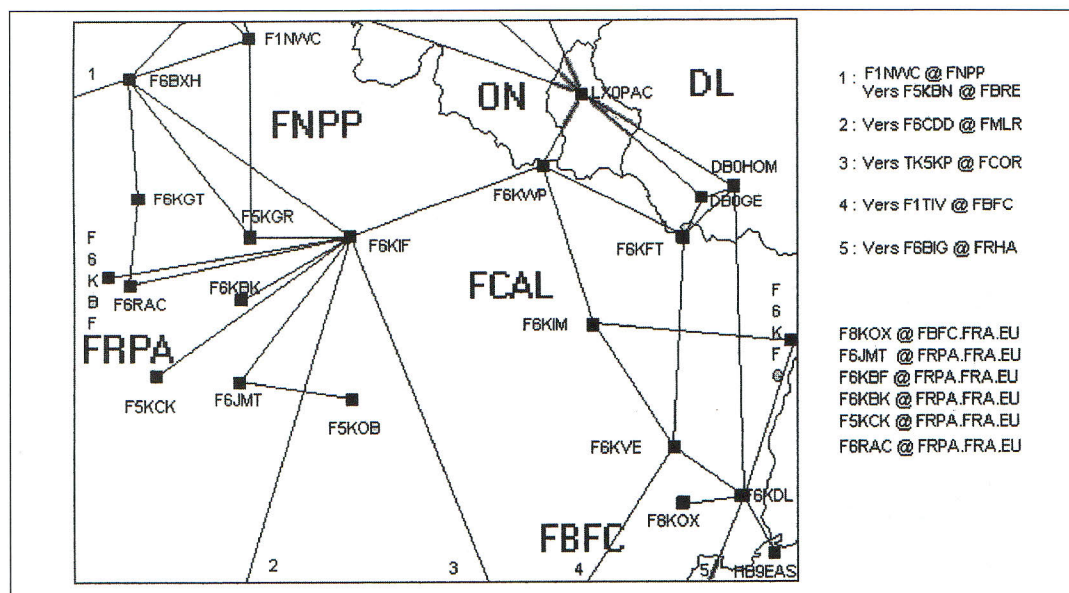 F1NWC
1
F6BXH
ON
LX0PAC
DL
FNPP
DB0HOM
F6KWP
DB0GE
F6KGT
F5KGR
F6KIF
F6KFT
F6KBF
F6RAC
F6KBK
FCAL
F6KIM
FRPA
F5KCK
F6JMT
F5KOB
F6KVE
F6KDL
F8KOX
FBFC
2
3
4
5
HB9EAS
1 : F1NWC @ FNPP
Vers F5KBN @ FBRE
2 : Vers F6CDD @ FMLR
3 : Vers TK5KP @ FCOR
4 : Vers F1TIV @ FBFC
5 : Vers F6BIG @ FRHA
F8KOX @ FBFC.FRA.EU
F6JMT @ FRPA.FRA.EU
F6KBF @ FRPA.FRA.EU
F6KBK @ FRPA.FRA.EU
F5KCK @ FRPA.FRA.EU
F6RAC @ FRPA.FRA.EU